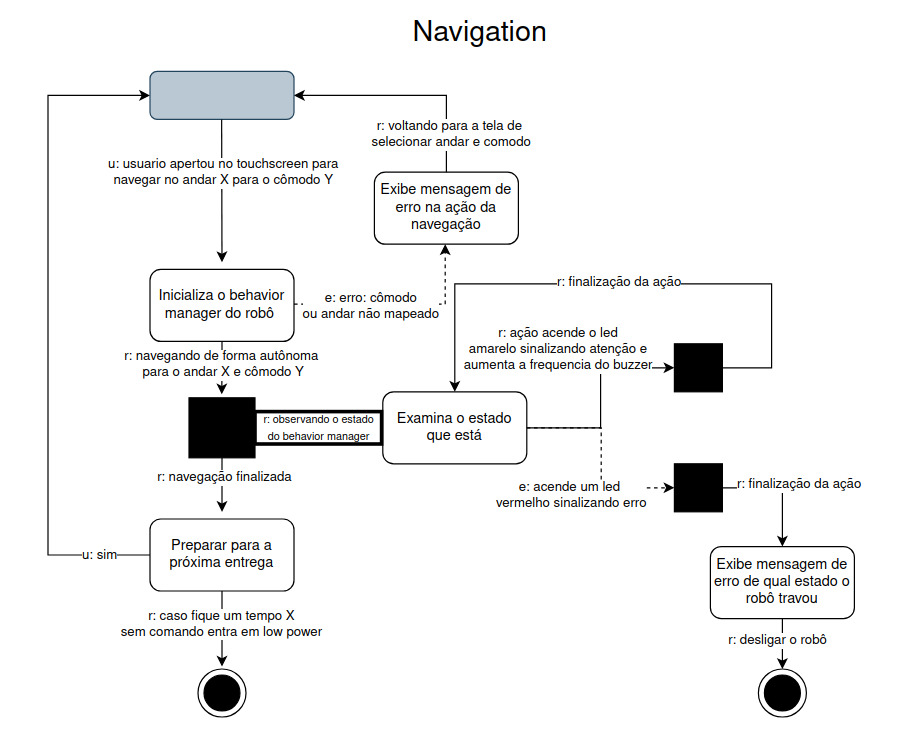 Navigation
r: voltando para a tela de
selecionar andar e comodo
u: usuario apertou no touchscreen para
navegar no andar X para o cômodo Y
Exibe mensagem de
erro na ação da
navegação
Inicializa o behavior
manager do robô
e: erro: cômodo
ou andar não mapeado
r: finalização da ação
r: ação acende o led
amarelo sinalizando atenção e
aumenta a frequencia do buzzer
r: navegando de forma autônoma
para o andar X e cômodo Y
r: observando o estado
do behavior manager
Examina o estado
que está
r: navegação finalizada
e: acende um led
vermelho sinalizando erro
r: finalização da ação
Preparar para a
próxima entrega
u: sim
Exibe mensagem de
erro de qual estado o
robô travou
r: caso fique um tempo X
sem comando entra em low power
r: desligar o robô